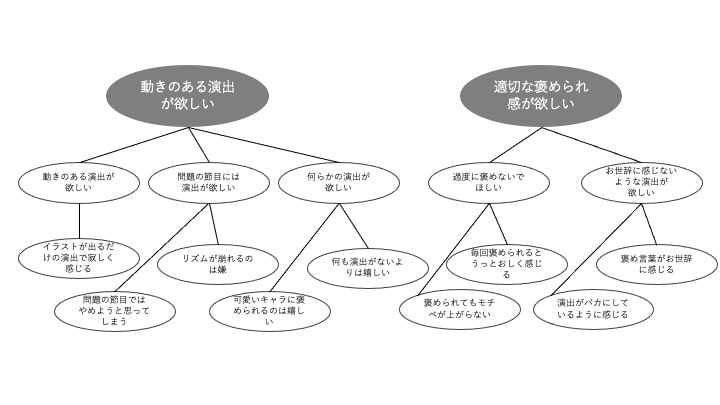 動きのある演出
が欲しい
適切な褒められ
感が欲しい
動きのある演出が
欲しい
問題の節目には
演出が欲しい
何らかの演出が
欲しい
過度に褒めないで
ほしい
お世辞に感じない
ような演出が
欲しい
イラストが出るだ
けの演出で寂しく
感じる
リズムが崩れるの
は嫌
何も演出がないよ
りは嬉しい
毎回褒められると
うっとおしく感じ
る
褒め言葉がお世辞
に感じる
問題の節目では
やめようと思って
しまう
可愛いキャラに褒
められるのは嬉し
い
褒められてもモチ
ベが上がらない
演出がバカにして
いるように感じる